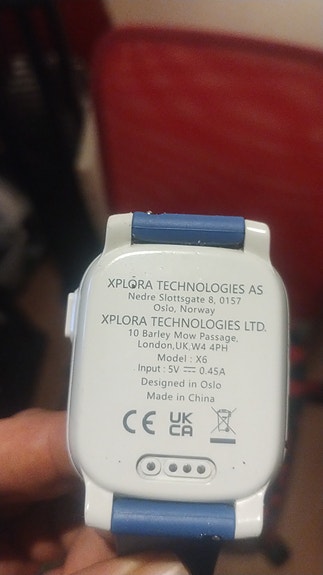 XPLORA TECHNOLOGIES AS
Nedre Slottsgate 8, 0157
Oslo, Norway
XPLORA TECHNOLOGIES LTD.
10 Barley Mow Passage,
London,UK.W4 4PH
Model : X6
Input : 5V ⎓ 0.45A
Designed in Oslo
Made in China
CE UK
CA